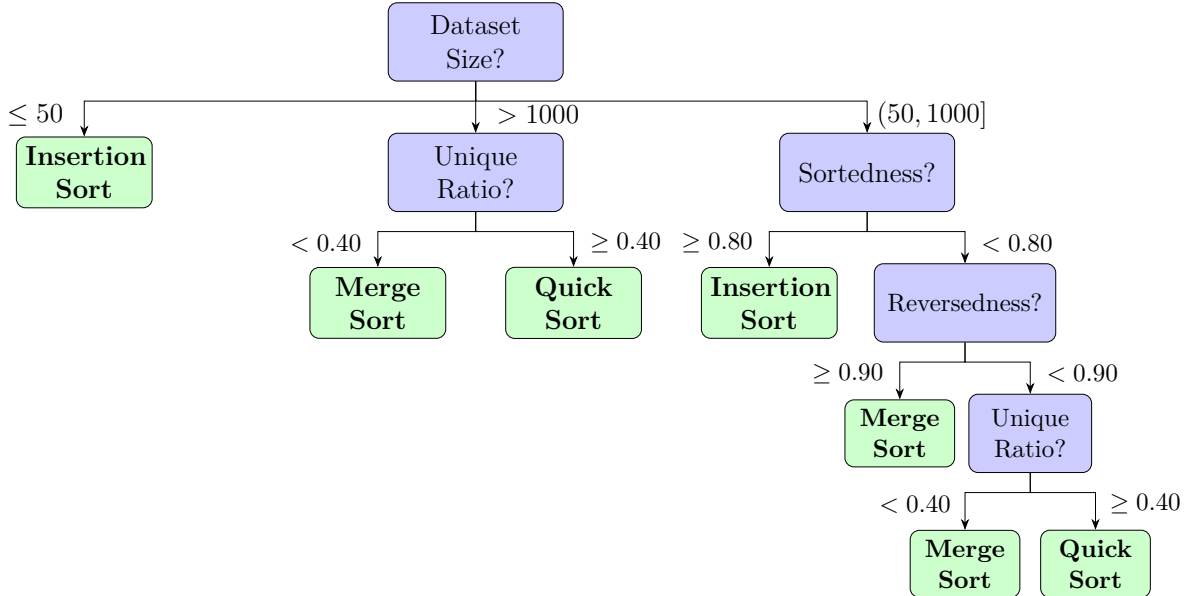 Dataset
Size?
≤ 50
> 1000
(50, 1000]
Insertion
Sort
Unique
Ratio?
Sortedness?
< 0.40
≥ 0.40
≥ 0.80
< 0.80
Merge
Sort
Quick
Sort
Insertion
Sort
Reversedness?
≥ 0.90
< 0.90
Merge
Sort
Unique
Ratio?
< 0.40
≥ 0.40
Merge
Sort
Quick
Sort